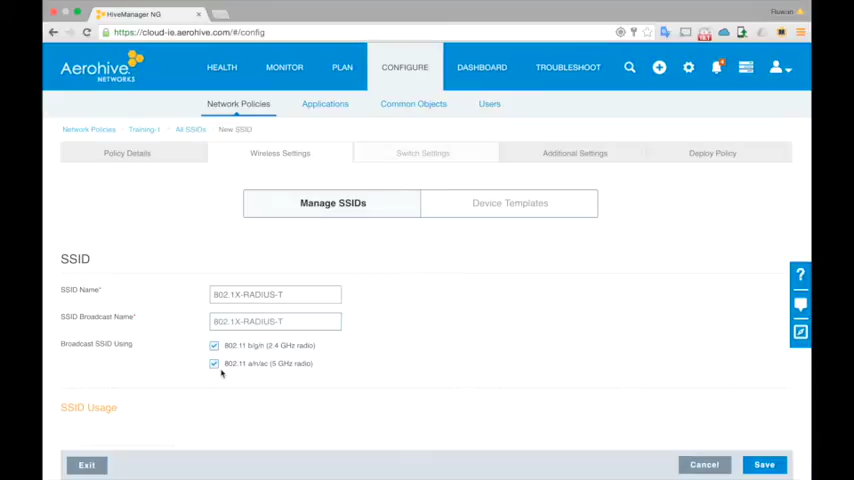 HiveManager NG
Ruwan
https://cloud-ie.aerohive.com/#/config
Aerohive
NETWORKS
HEALTH MONITOR PLAN CONFIGURE DASHBOARD TROUBLESHOOT
Network Policies Applications Common Objects Users
Network Policies Training-1 All SSIDs New SSID
Policy Details Wireless Settings Switch Settings Additional Settings Deploy Policy
Manage SSIDs Device Templates
SSID
SSID Name* 802.1X-RADIUS-T
SSID Broadcast Name* 802.1X-RADIUS-T
Broadcast SSID Using 802.11 b/g/n (2.4 GHz radio)
802.11 a/n/ac (5 GHz radio)
?
SSID Usage
Exit Cancel Save